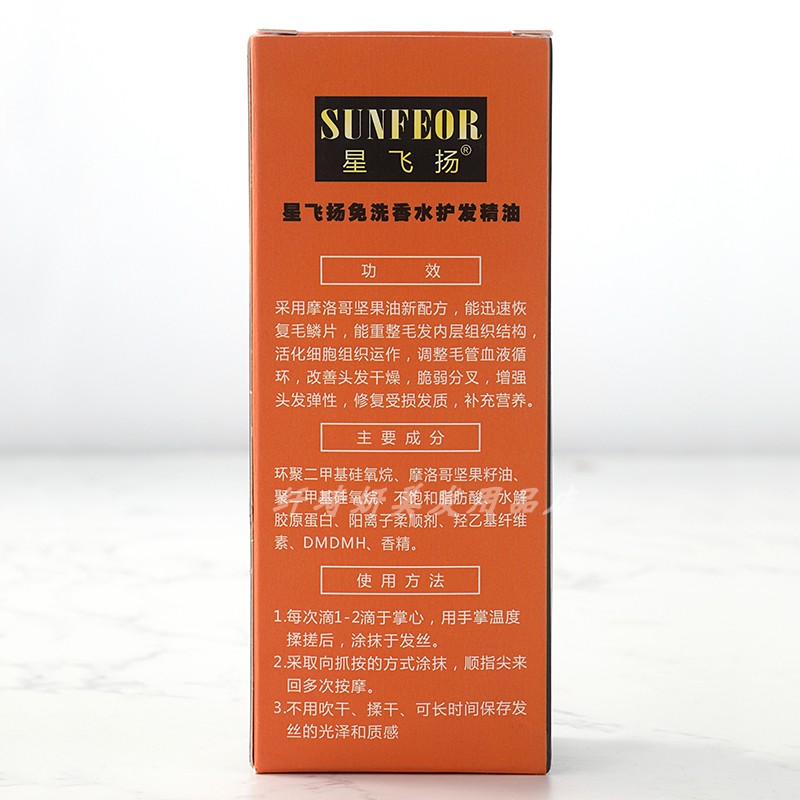 SUNFEOR
星飞扬®
星飞扬免洗香水护发精油
功 效
采用摩洛哥坚果油新配方，能迅速恢
复毛鳞片，能重整毛发内层组织结构，
活化细胞组织运作，调整毛管血液循
环，改善头发干燥，脆弱分叉，增强
头发弹性，修复受损发质，补充营养。
主要成分
环聚二甲基硅氧烷、摩洛哥坚果籽油、
聚二甲基硅氧烷、不饱和脂肪酸、水解
胶原蛋白、阳离子柔顺剂、羟乙基纤维
素、DMDMH、香精。
使用方法
1.每次滴1-2滴于掌心，用手掌温度
揉搓后，涂抹于发丝。
2.采取向抓按的方式涂抹，顺指尖来
回多次按摩。
3.不用吹干、揉干、可长时间保存发
丝的光泽和质感